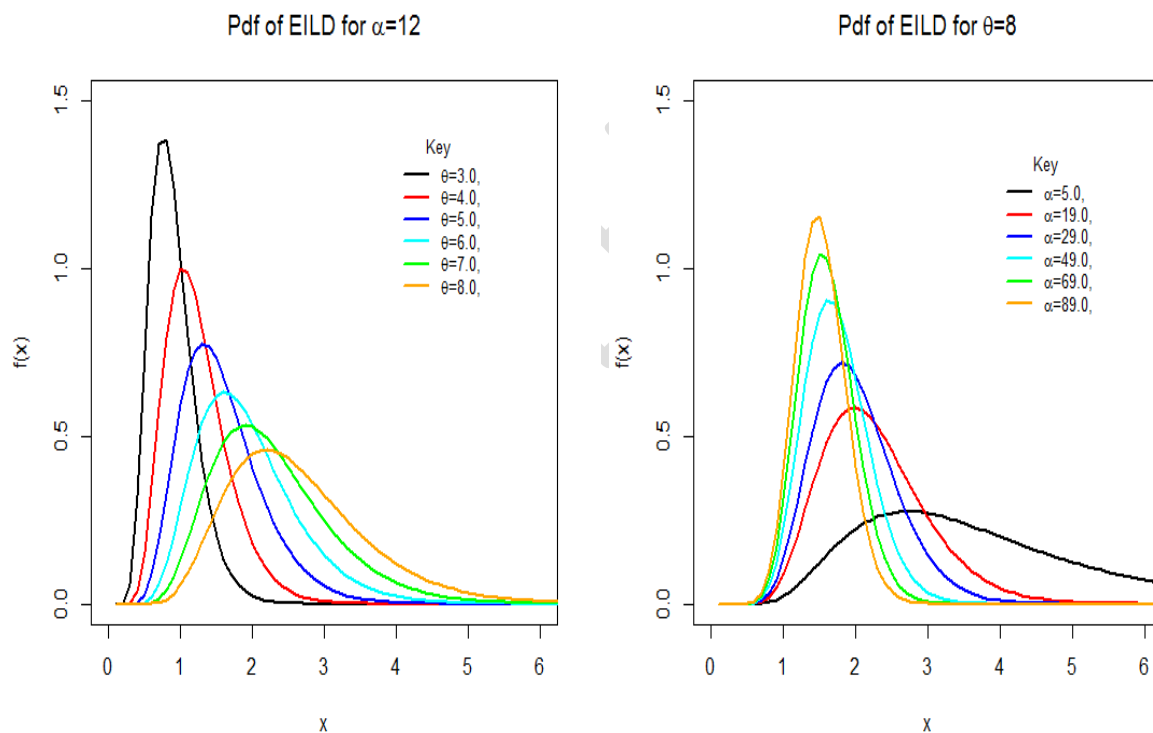 Pdf of EILD for α=12
f(x)
1.5
1.0
0.5
0.0
Key
θ=3.0,
θ=4.0,
θ=5.0,
θ=6.0,
θ=7.0,
θ=8.0,
0 1 2 3 4 5 6
x
Pdf of EILD for θ=8
f(x)
1.5
1.0
0.5
0.0
Key
α=5.0,
α=19.0,
α=29.0,
α=49.0,
α=69.0,
α=89.0,
0 1 2 3 4 5 6
x